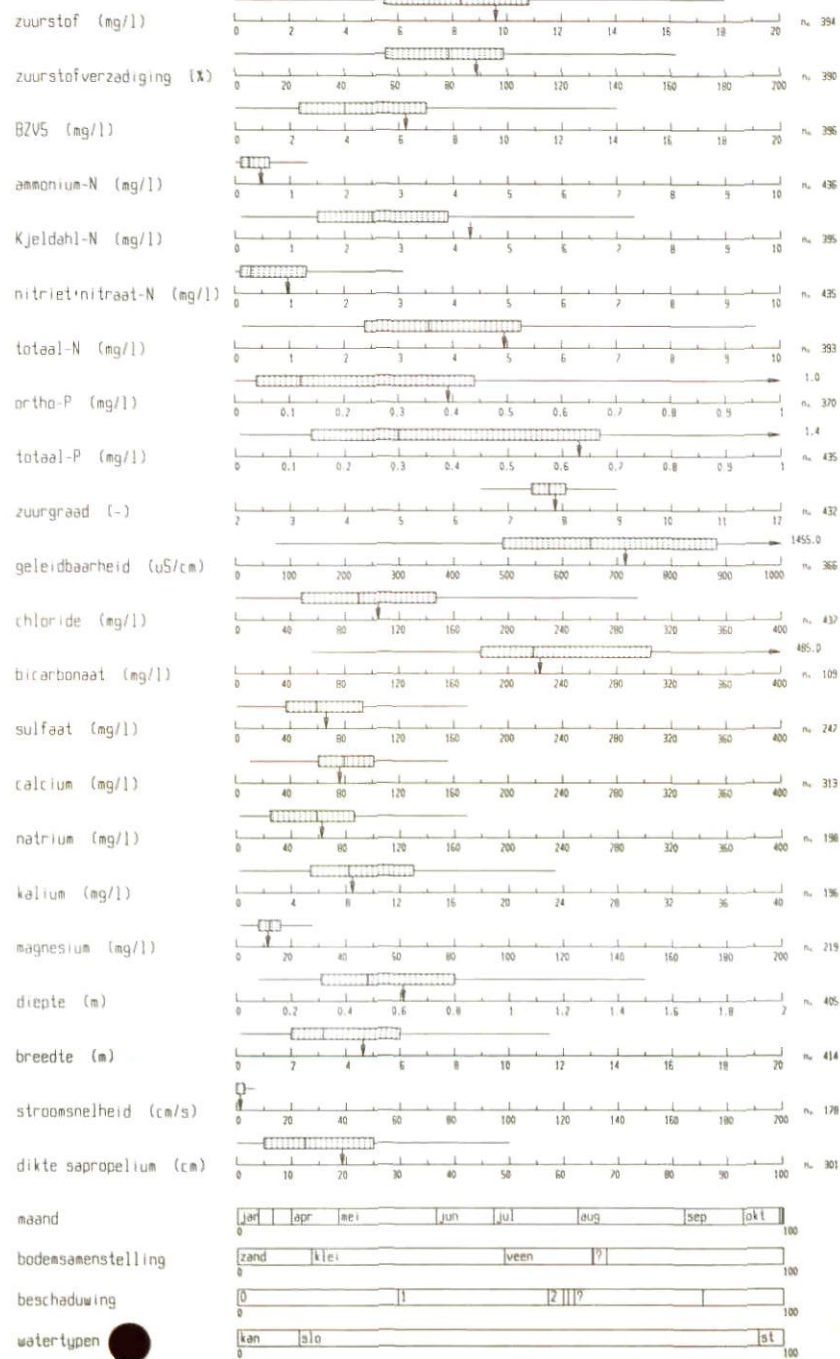 zuurstof (mg/l) 0 2 4 6 8 10 12 14 16 18 20 n= 394
zuurstofverzadiging (%) 0 20 40 60 80 100 120 140 160 180 200 n= 390
BZV5 (mg/l) 0 2 4 6 8 10 12 14 16 18 20 n= 396
ammonium-N (mg/l) 0 1 2 3 4 5 6 7 8 9 10 n= 436
Kjeldahl-N (mg/l) 0 1 2 3 4 5 6 7 8 9 10 n= 395
nitriet+nitraat-N (mg/l) 0 1 2 3 4 5 6 7 8 9 10 n= 435
totaal-N (mg/l) 0 1 2 3 4 5 6 7 8 9 10 n= 393
1.0
ortho-P (mg/l) 0 0.1 0.2 0.3 0.4 0.5 0.6 0.7 0.8 0.9 1 n= 370
1.4
totaal-P (mg/l) 0 0.1 0.2 0.3 0.4 0.5 0.6 0.7 0.8 0.9 1 n= 435
zuurgraad (-) 2 3 4 5 6 7 8 9 10 11 12 n= 432
1455.0
geleidbaarheid (uS/cm) 0 100 200 300 400 500 600 700 800 900 1000 n= 366
chloride (mg/l) 0 40 80 120 160 200 240 280 320 360 400 n= 437
485.0
bicarbonaat (mg/l) 0 40 80 120 160 200 240 280 320 360 400 n= 109
sulfaat (mg/l) 0 40 80 120 160 200 240 280 320 360 400 n= 247
calcium (mg/l) 0 40 80 120 160 200 240 280 320 360 400 n= 313
natrium (mg/l) 0 40 80 120 160 200 240 280 320 360 400 n= 198
kalium (mg/l) 0 4 8 12 16 20 24 28 32 36 40 n= 196
magnesium (mg/l) 0 20 40 60 80 100 120 140 160 180 200 n= 219
diepte (m) 0 0.2 0.4 0.6 0.8 1 1.2 1.4 1.6 1.8 2 n= 405
breedte (m) 0 2 4 6 8 10 12 14 16 18 20 n= 414
stroomsnelheid (cm/s) 0 20 40 60 80 100 120 140 160 180 200 n= 178
dikte sapropelium (cm) 0 10 20 30 40 50 60 70 80 90 100 n= 301
maand jan apr mei jun jul aug sep okt
0 100
bodemsamenstelling zand klei veen ?
0 100
beschaduwing 0 1 2 ?
0 100
watertypen kan slo st
0 100